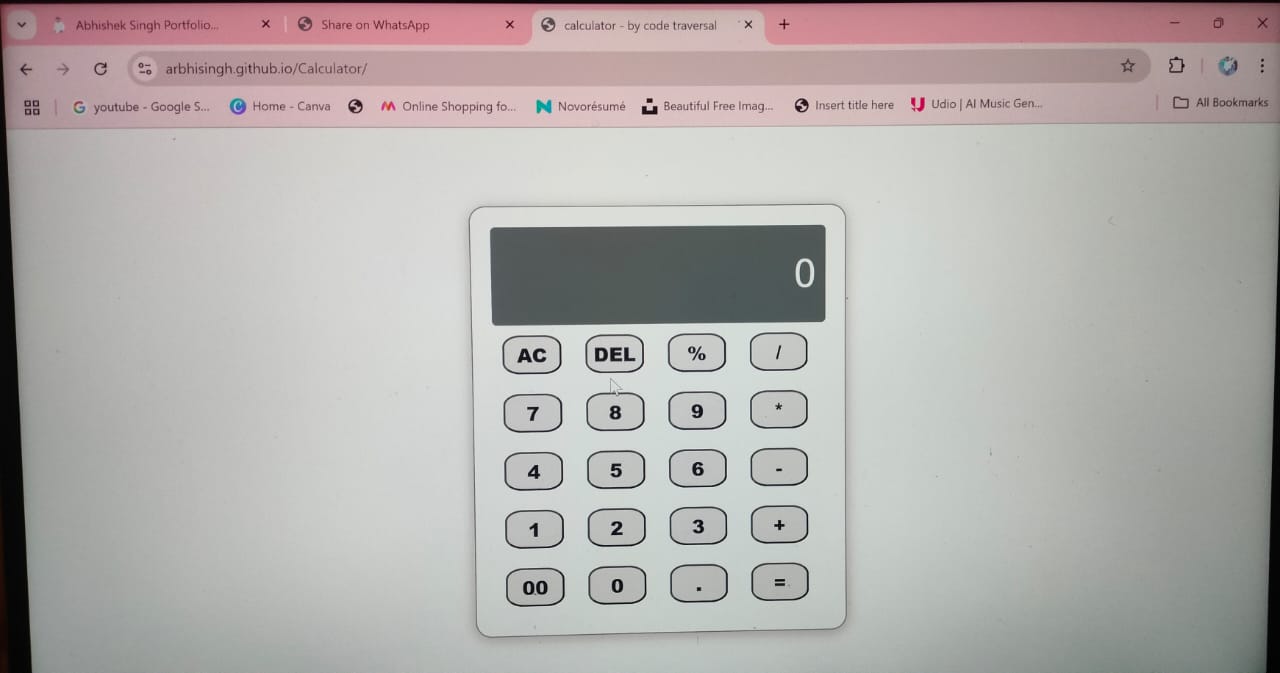 Abhishek Singh Portfolio...
Share on WhatsApp
calculator - by code traversal
arbhisingh.github.io/Calculator/
youtube - Google S...
Home - Canva
Online Shopping fo...
Novorésumé
Beautiful Free Imag...
Insert title here
Udio | AI Music Gen...
All Bookmarks
0
AC DEL % /
7 8 9 *
4 5 6 -
1 2 3 +
00 0 . =